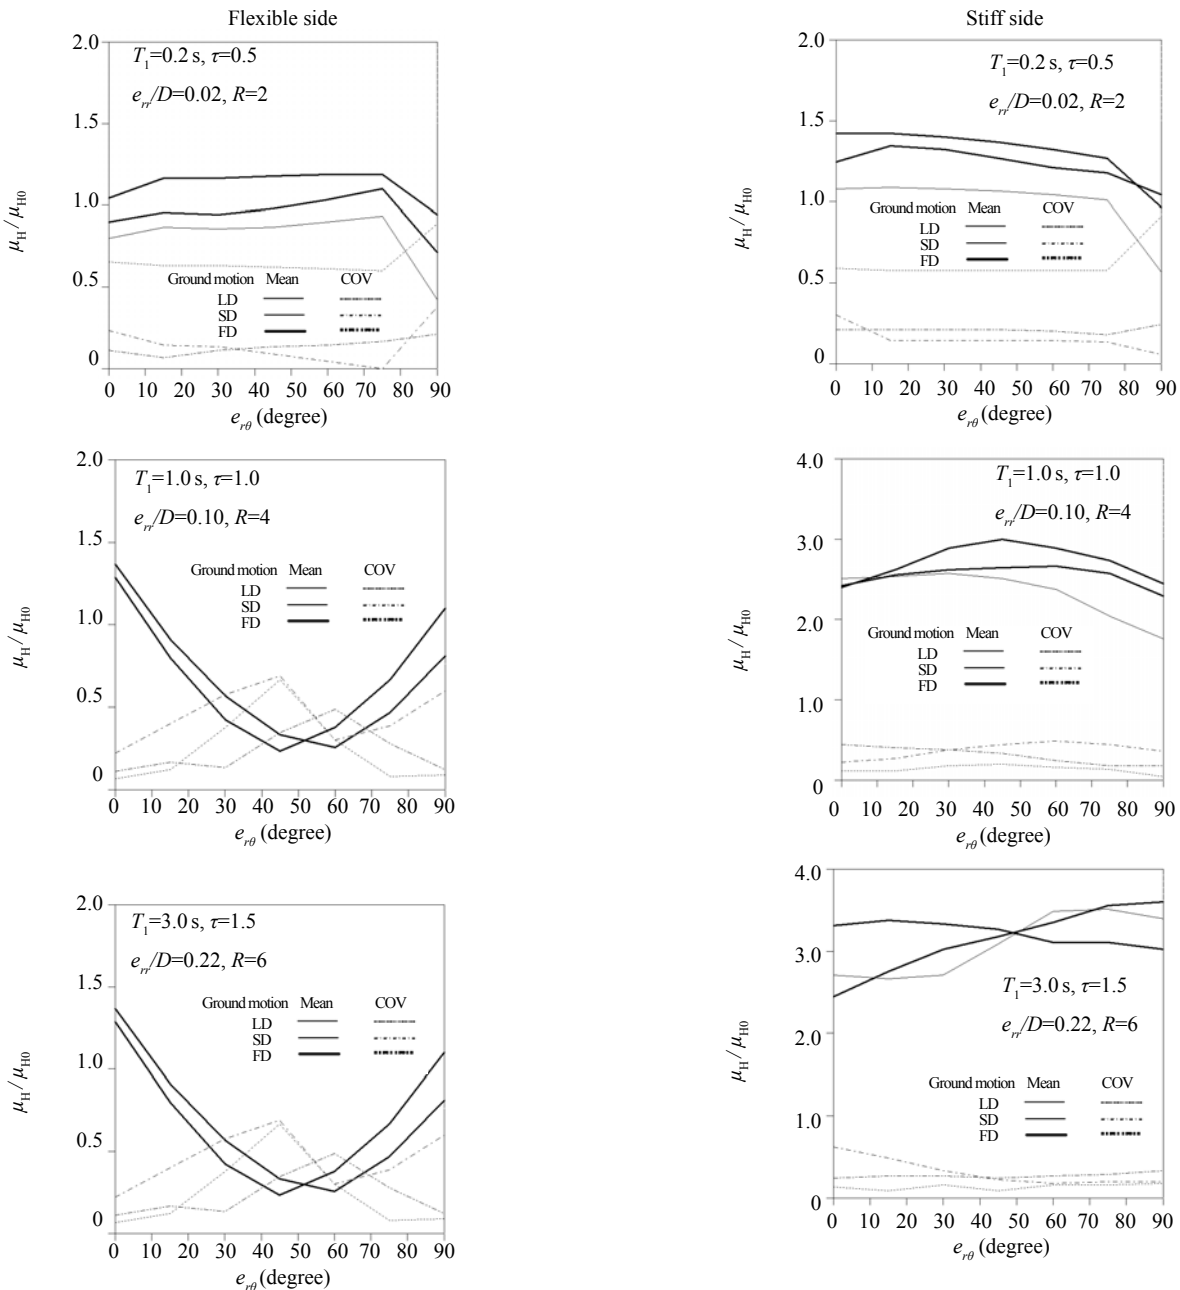 Flexible side
2.0
T1=0.2 s, τ=0.5
err/D=0.02, R=2
1.5
1.0
μH / μH0
0.5
Ground motion Mean COV
LD
SD
FD
0
0 10 20 30 40 50 60 70 80 90
erθ (degree)
Stiff side
2.0
T1=0.2 s, τ=0.5
err/D=0.02, R=2
1.5
1.0
μH / μH0
Ground motion Mean COV
LD
SD
FD
0.5
0
0 10 20 30 40 50 60 70 80 90
erθ (degree)
2.0
T1=1.0 s, τ=1.0
err/D=0.10, R=4
1.5
Ground motion Mean COV
LD
SD
FD
1.0
μH / μH0
0.5
0
0 10 20 30 40 50 60 70 80 90
erθ (degree)
4.0
T1=1.0 s, τ=1.0
err/D=0.10, R=4
3.0
2.0
μH / μH0
Ground motion Mean COV
LD
SD
FD
1.0
0
0 10 20 30 40 50 60 70 80 90
erθ (degree)
2.0
T1=3.0 s, τ=1.5
err/D=0.22, R=6
1.5
Ground motion Mean COV
LD
SD
FD
1.0
μH / μH0
0.5
0
0 10 20 30 40 50 60 70 80 90
erθ (degree)
4.0
3.0
T1=3.0 s, τ=1.5
err/D=0.22, R=6
2.0
μH / μH0
Ground motion Mean COV
LD
SD
FD
1.0
0
0 10 20 30 40 50 60 70 80 90
erθ (degree)